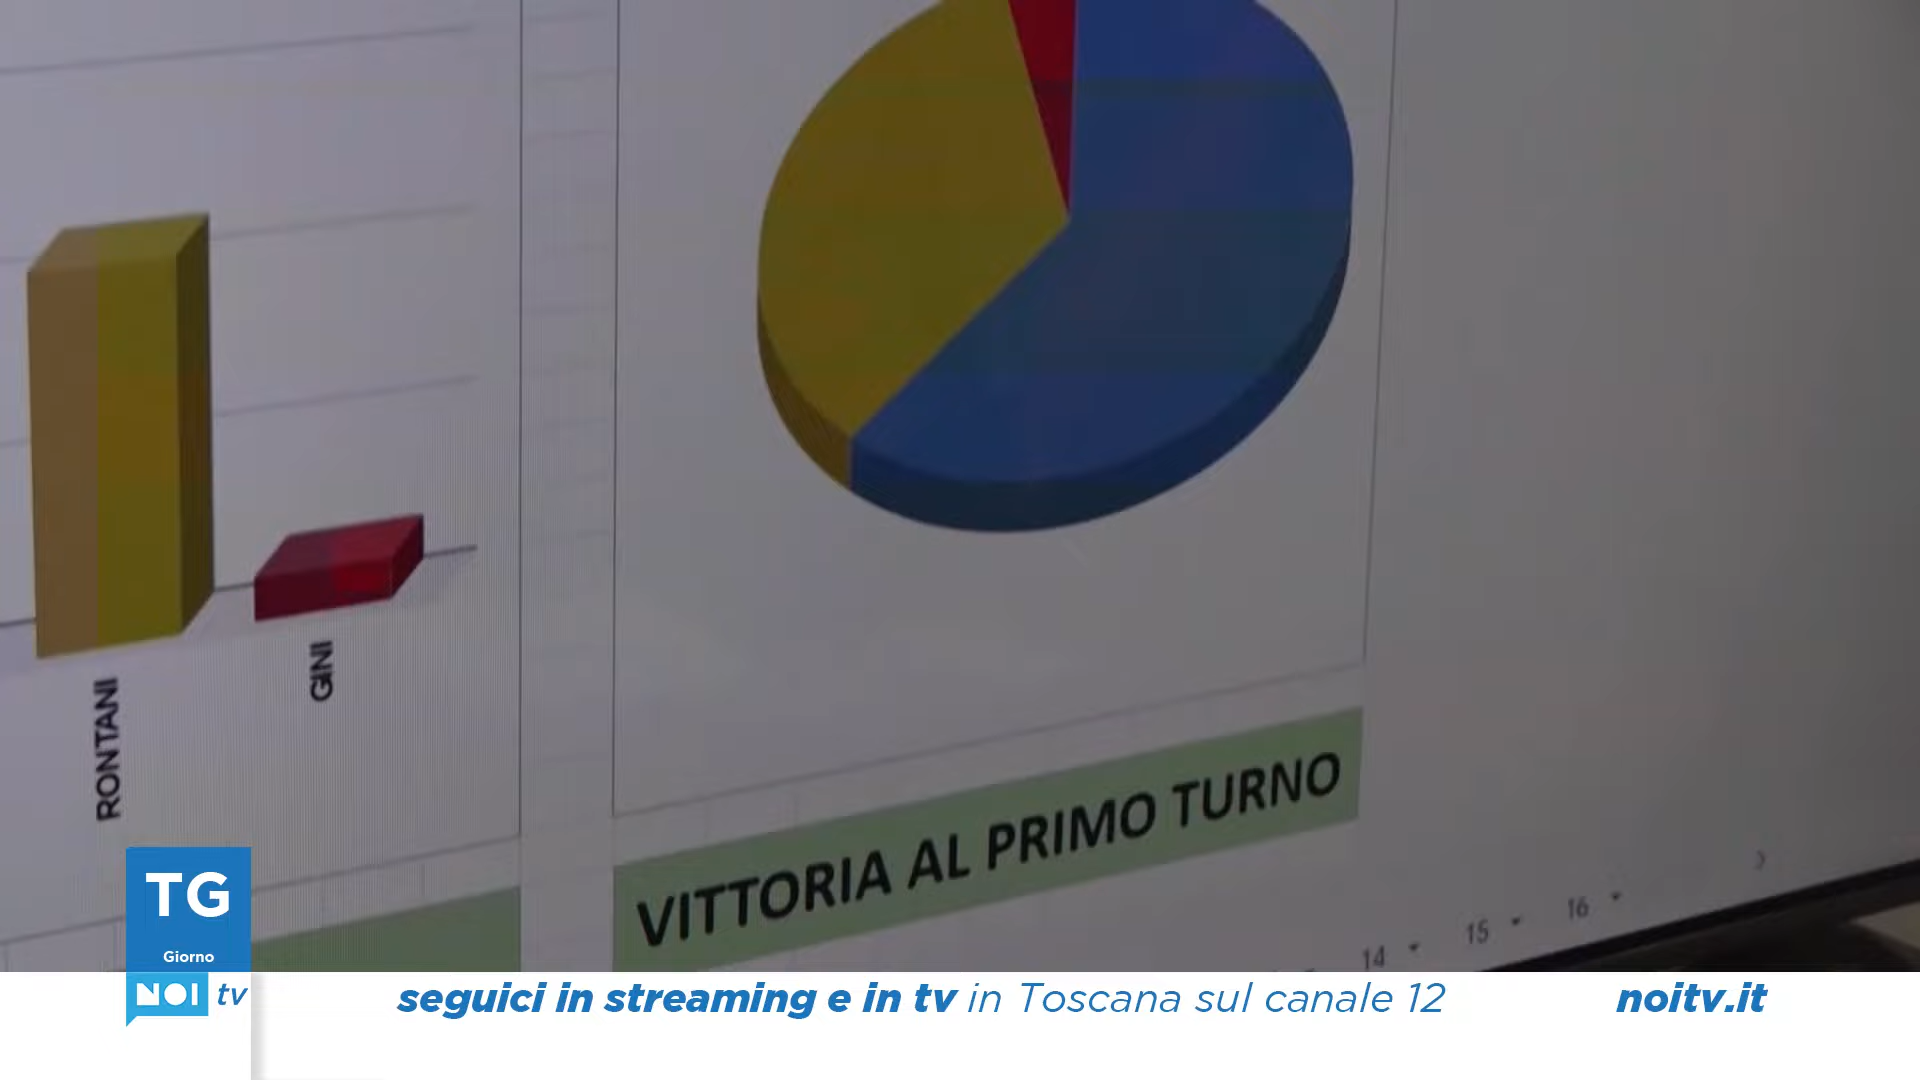 RONTANI
GINI
VITTORIA AL PRIMO TURNO
14
15
16
TG
Giorno
NOI tv
seguici in streaming e in tv in Toscana sul canale 12
noitv.it